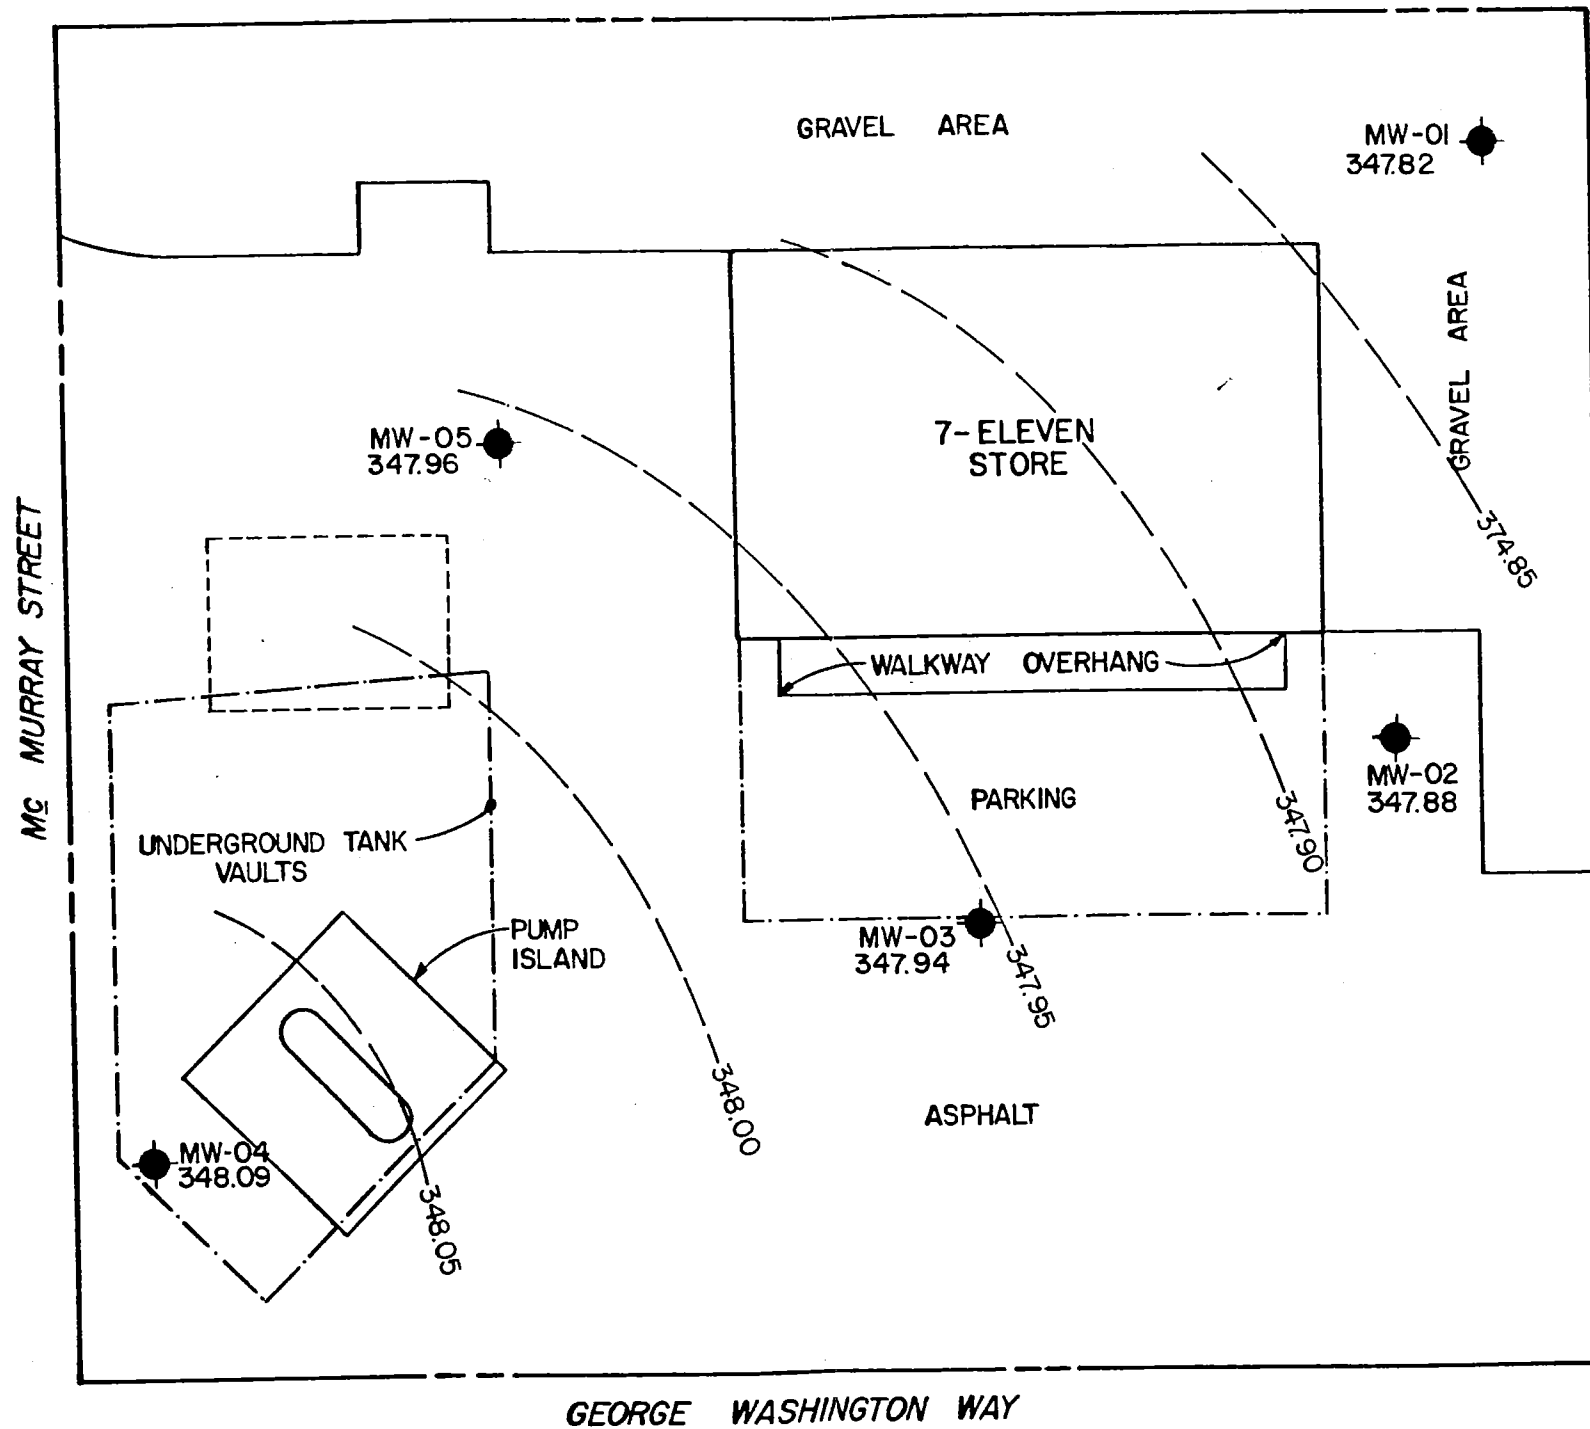 GRAVEL AREA
MW-01
347.82
GRAVEL AREA
MW-05
347.96
7-ELEVEN
STORE
374.85
Mc MURRAY STREET
WALKWAY OVERHANG
MW-02
347.88
PARKING
347.90
UNDERGROUND TANK
VAULTS
PUMP
ISLAND
MW-03
347.94
347.95
348.00
ASPHALT
MW-04
348.09
348.05
GEORGE WASHINGTON WAY